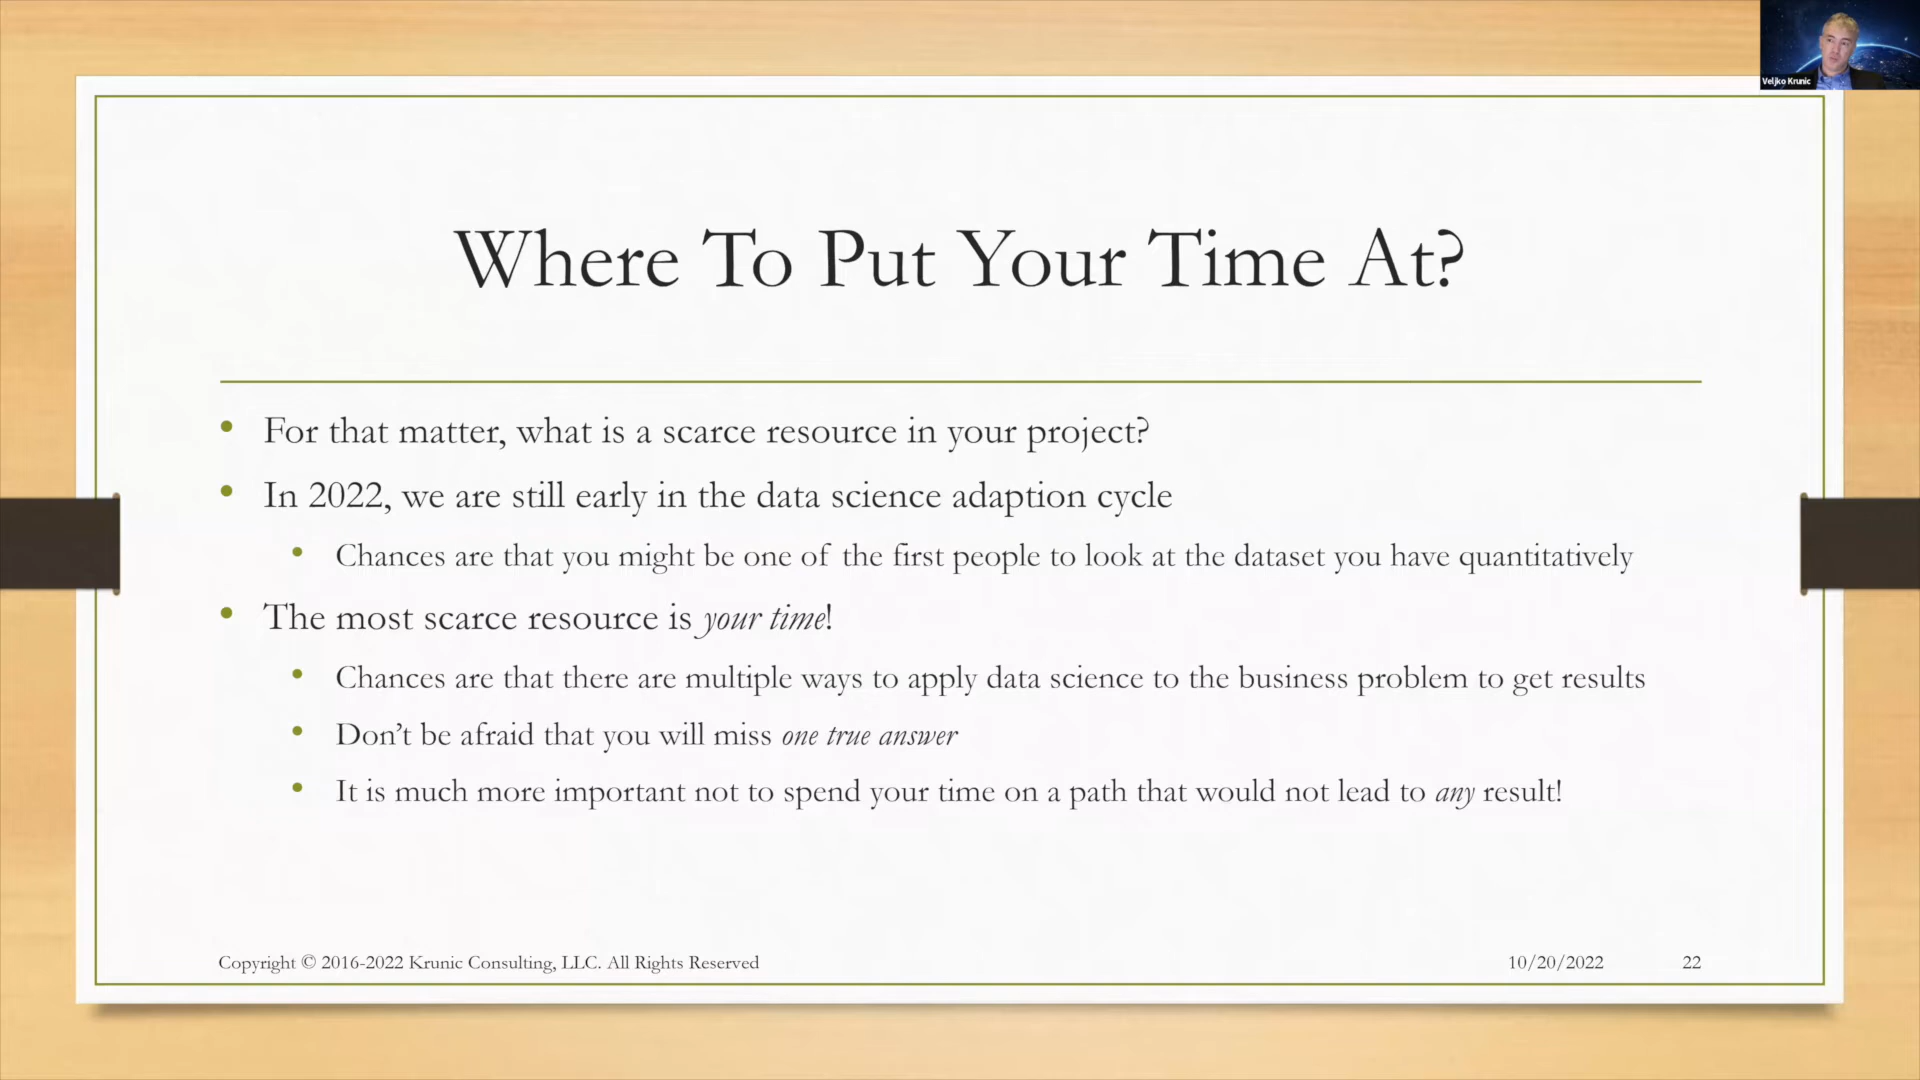 Veljko Krunic
Where To Put Your Time At?
• For that matter, what is a scarce resource in your project?
• In 2022, we are still early in the data science adaption cycle
• Chances are that you might be one of the first people to look at the dataset you have quantitatively
• The most scarce resource is your time!
• Chances are that there are multiple ways to apply data science to the business problem to get results
• Don't be afraid that you will miss one true answer
• It is much more important not to spend your time on a path that would not lead to any result!
Copyright © 2016-2022 Krunic Consulting, LLC. All Rights Reserved 10/20/2022 22